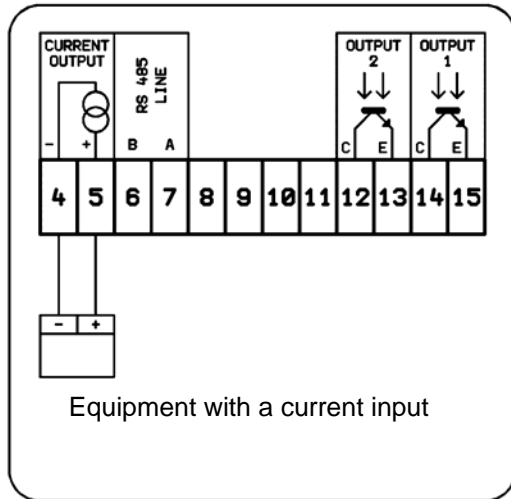 CURRENT
OUTPUT
- +
RS 485
LINE
B A
OUTPUT
2
C E
OUTPUT
1
C E
4 5 6 7 8 9 10 11 12 13 14 15
- +
Equipment with a current input